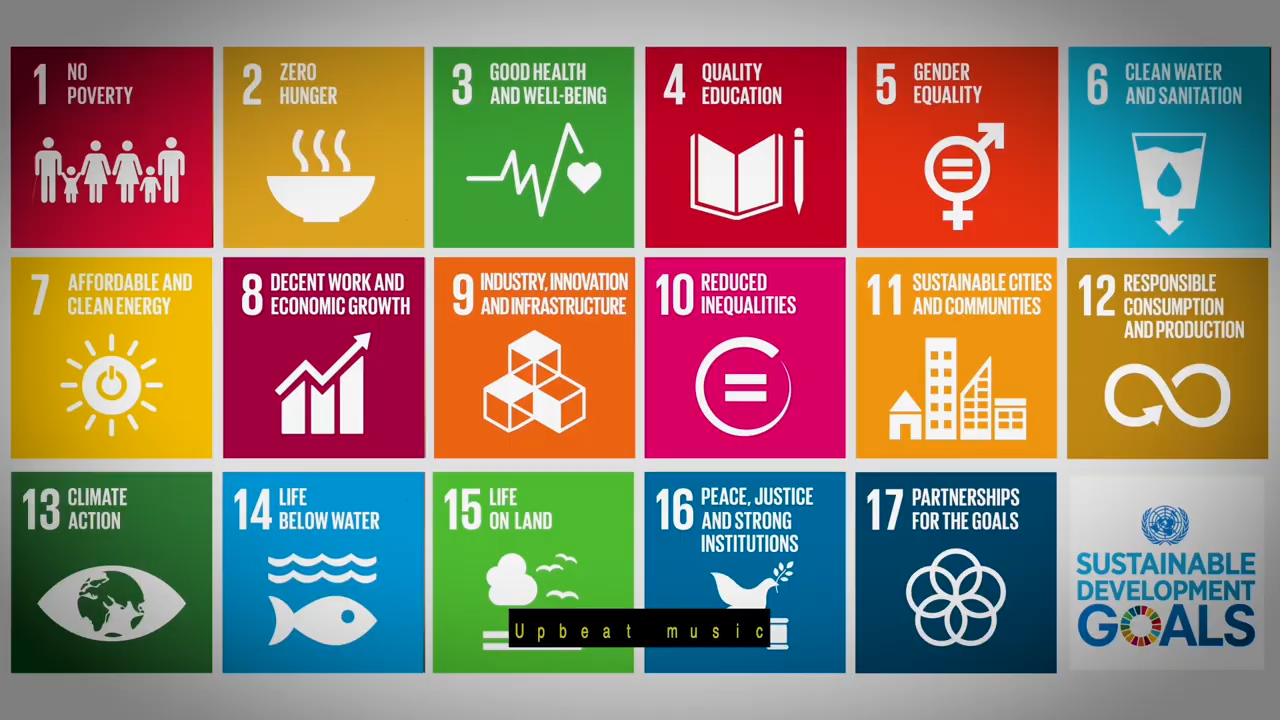 1 NO
POVERTY
2 ZERO
HUNGER
3 GOOD HEALTH
AND WELL-BEING
4 QUALITY
EDUCATION
5 GENDER
EQUALITY
6 CLEAN WATER
AND SANITATION
7 AFFORDABLE AND
CLEAN ENERGY
8 DECENT WORK AND
ECONOMIC GROWTH
9 INDUSTRY, INNOVATION
AND INFRASTRUCTURE
10 REDUCED
INEQUALITIES
11 SUSTAINABLE CITIES
AND COMMUNITIES
12 RESPONSIBLE
CONSUMPTION
AND PRODUCTION
13 CLIMATE
ACTION
14 LIFE
BELOW WATER
15 LIFE
ON LAND
16 PEACE, JUSTICE
AND STRONG
INSTITUTIONS
17 PARTNERSHIPS
FOR THE GOALS
SUSTAINABLE
DEVELOPMENT
GOALS
Upbeat music